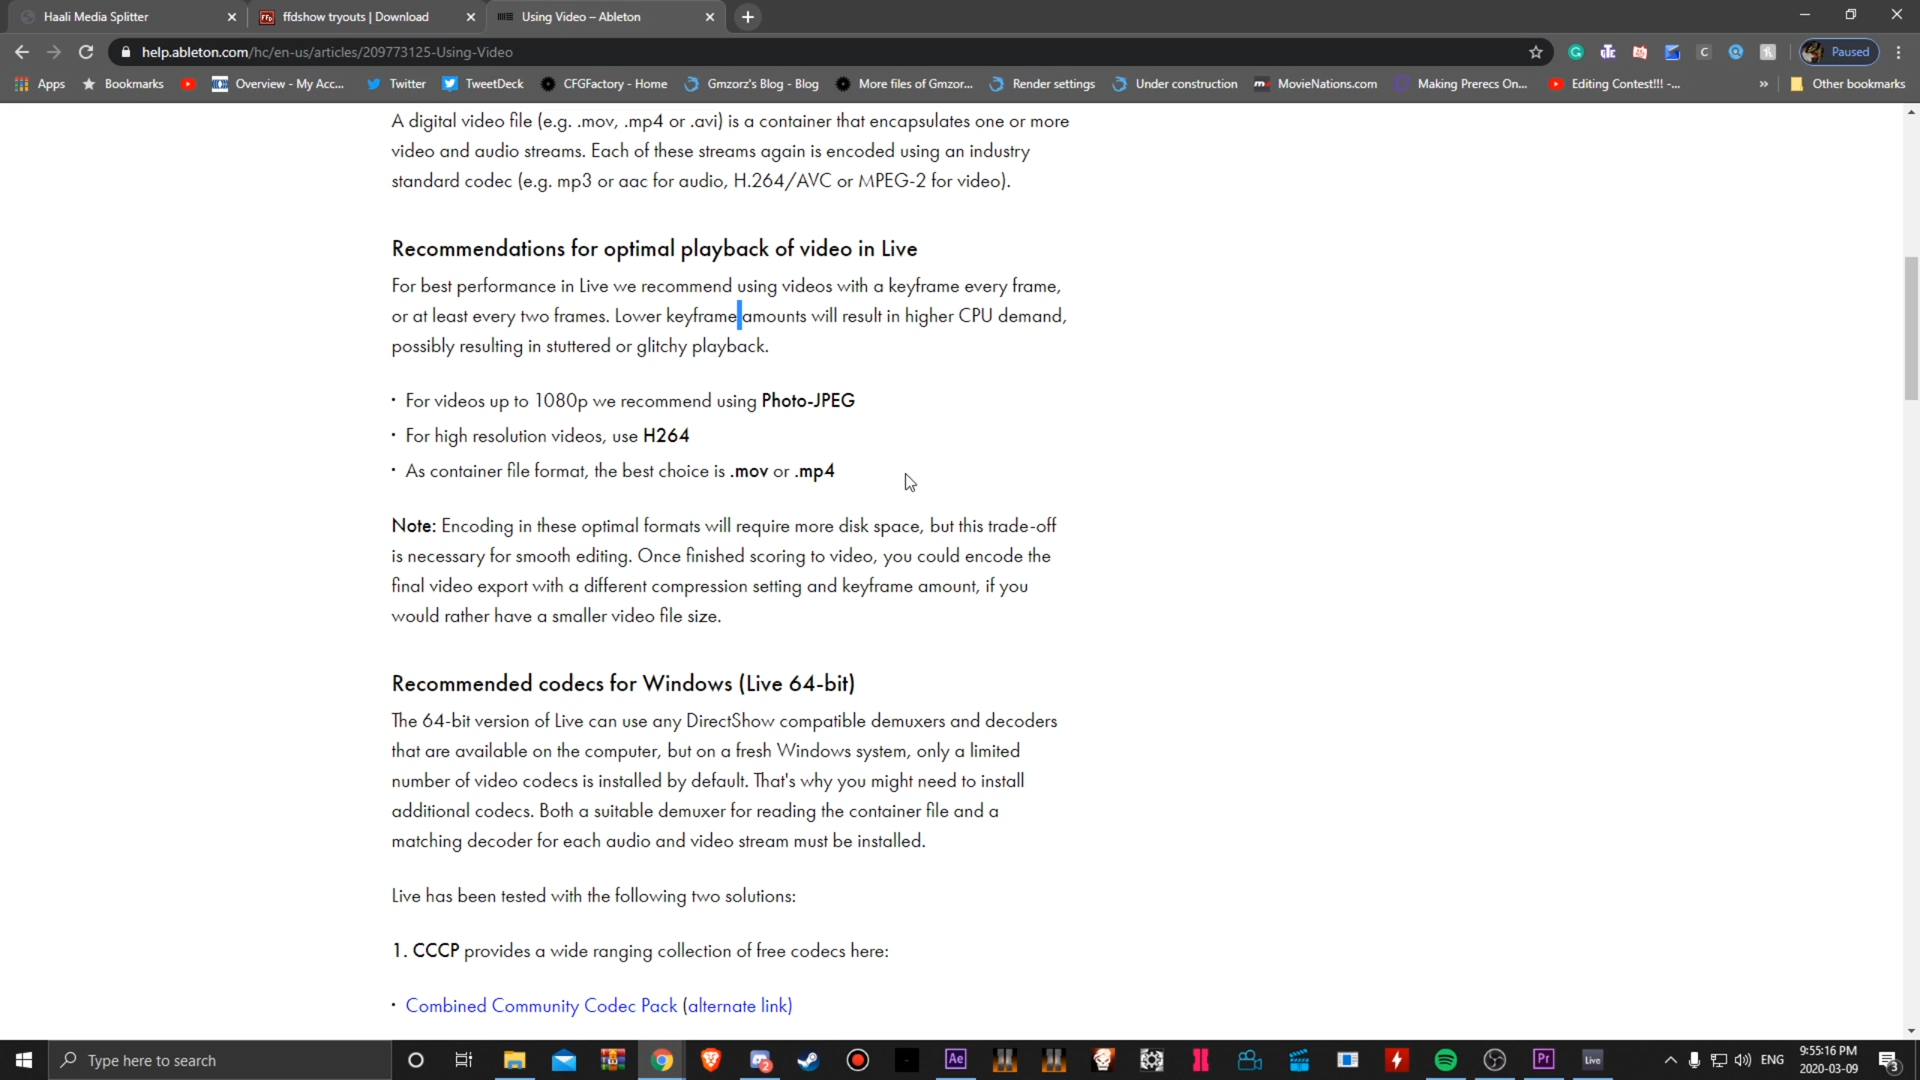 Haali Media Splitter
ffdshow tryouts | Download
Using Video – Ableton
help.ableton.com/hc/en-us/articles/209773125-Using-Video
Paused
Apps
Bookmarks
Overview - My Acc...
Twitter
TweetDeck
CFGFactory - Home
Gmzorz's Blog - Blog
More files of Gmzor...
Render settings
Under construction
MovieNations.com
Making Prerecs On...
Editing Contest!!! -...
»
Other bookmarks
A digital video file (e.g. .mov, .mp4 or .avi) is a container that encapsulates one or more
video and audio streams. Each of these streams again is encoded using an industry
standard codec (e.g. mp3 or aac for audio, H.264/AVC or MPEG-2 for video).
Recommendations for optimal playback of video in Live
For best performance in Live we recommend using videos with a keyframe every frame,
or at least every two frames. Lower keyframe amounts will result in higher CPU demand,
possibly resulting in stuttered or glitchy playback.
· For videos up to 1080p we recommend using Photo-JPEG
· For high resolution videos, use H264
· As container file format, the best choice is .mov or .mp4
Note: Encoding in these optimal formats will require more disk space, but this trade-off
is necessary for smooth editing. Once finished scoring to video, you could encode the
final video export with a different compression setting and keyframe amount, if you
would rather have a smaller video file size.
Recommended codecs for Windows (Live 64-bit)
The 64-bit version of Live can use any DirectShow compatible demuxers and decoders
that are available on the computer, but on a fresh Windows system, only a limited
number of video codecs is installed by default. That's why you might need to install
additional codecs. Both a suitable demuxer for reading the container file and a
matching decoder for each audio and video stream must be installed.
Live has been tested with the following two solutions:
1. CCCP provides a wide ranging collection of free codecs here:
· Combined Community Codec Pack (alternate link)
Type here to search
2
Ae
Pr
Live
ENG
9:55:16 PM
2020-03-09
3